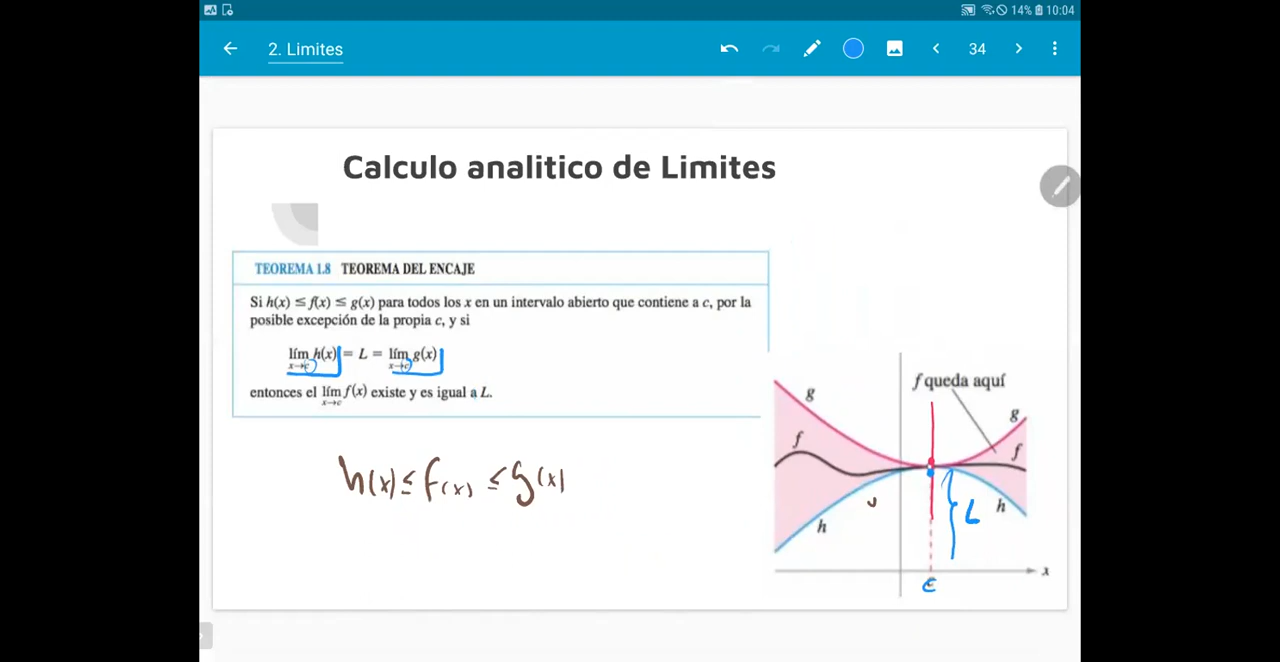 14% 10:04
2. Limites
34
Calculo analitico de Limites
TEOREMA 1.8 TEOREMA DEL ENCAJE
Si h(x) ≤ f(x) ≤ g(x) para todos los x en un intervalo abierto que contiene a c, por la
posible excepción de la propia c, y si
lím h(x) = L = lím g(x)
x→c x→c
entonces el lím f(x) existe y es igual a L.
x→c
h(x) ≤ f(x) ≤ g(x)
f queda aquí
g
g
f
f
h
h
L
x
c